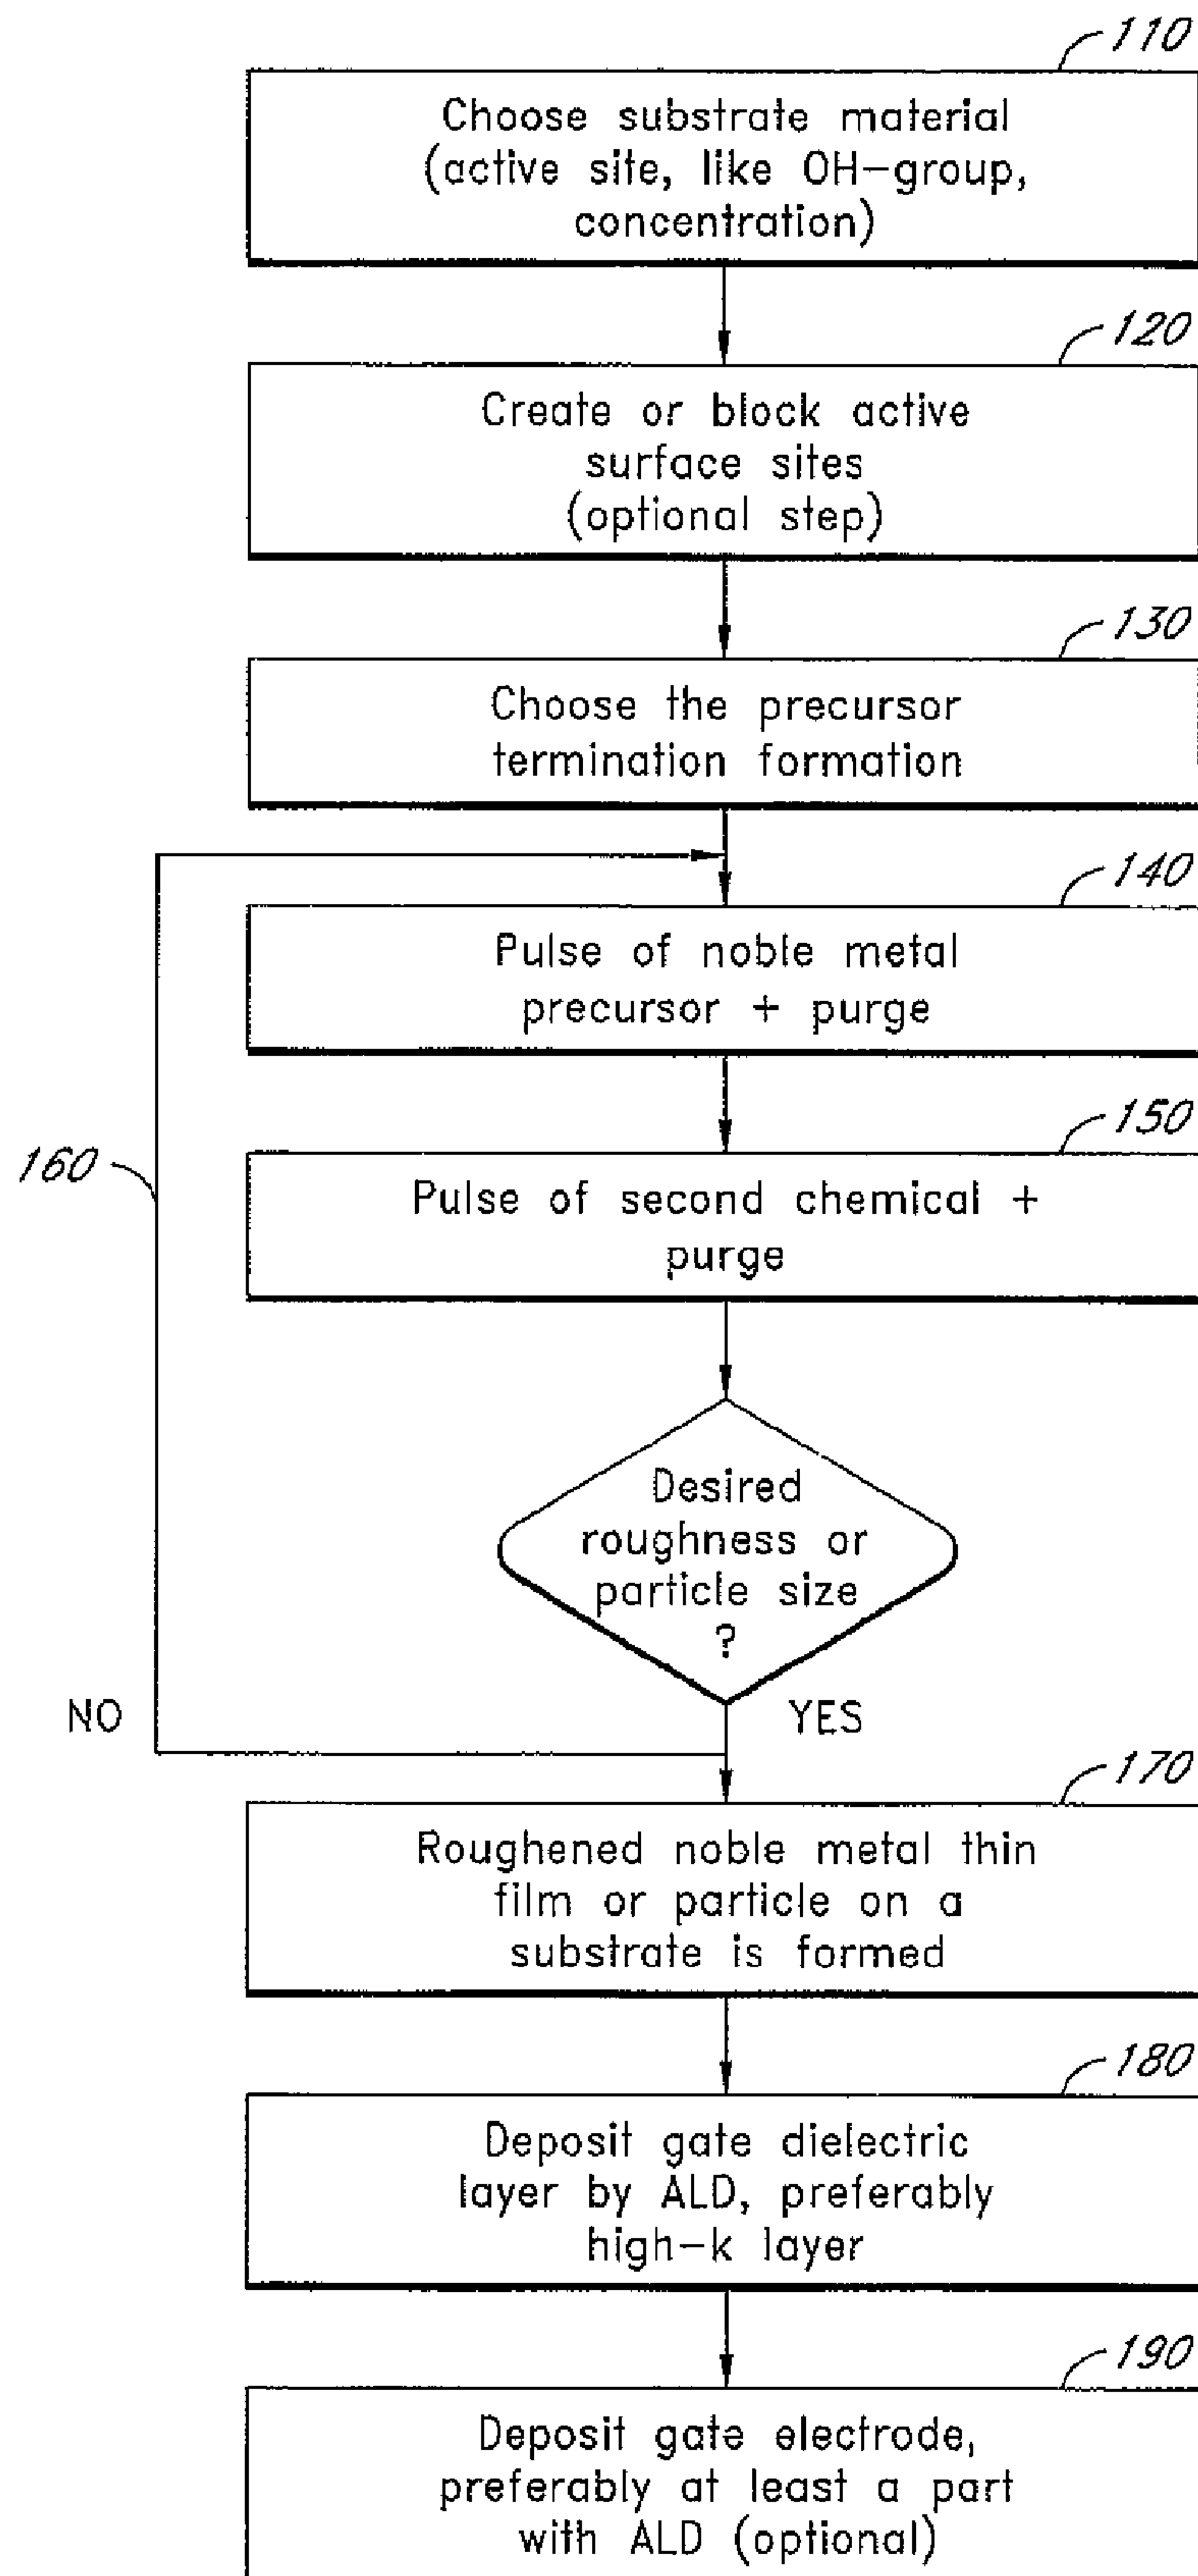 110
Choose substrate material
(active site, like OH-group,
concentration)
120
Create or block active
surface sites
(optional step)
130
Choose the precursor
termination formation
140
Pulse of noble metal
precursor + purge
150
Pulse of second chemical +
purge
160
Desired
roughness or
particle size
?
NO
YES
170
Roughened noble metal thin
film or particle on a
substrate is formed
180
Deposit gate dielectric
layer by ALD, preferably
high-k layer
190
Deposit gate electrode,
preferably at least a part
with ALD (optional)